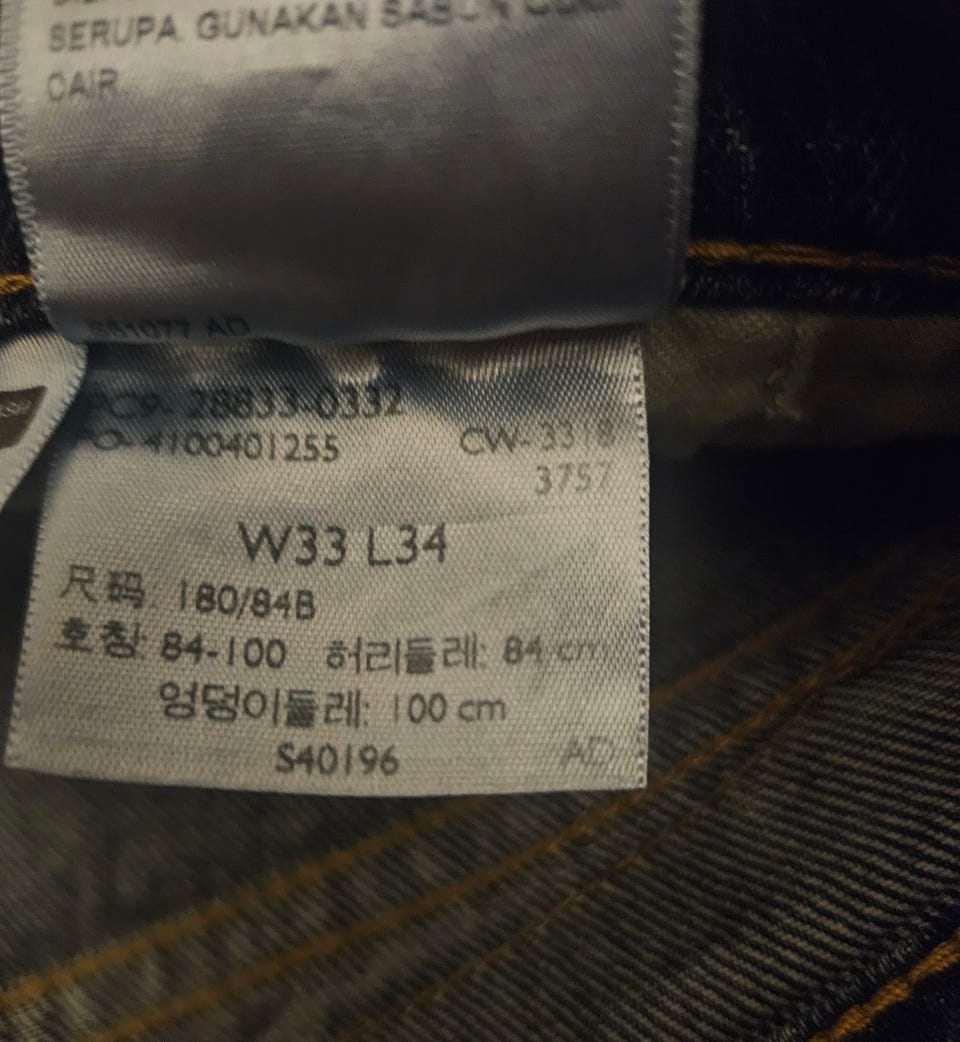 SERUPA. GUNAKAN SABUN
CAIR
AD
PC9- 28833-0332
PO- 4100401255 CW-3318
3757
W33 L34
尺码: 180/84B
호칭: 84-100 허리둘레: 84 cm
엉덩이둘레: 100 cm
S40196 AD